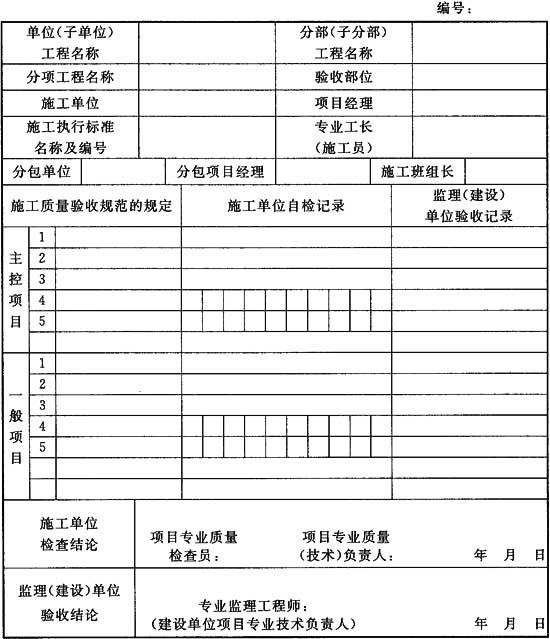 编号：
单位(子单位)
工程名称
分部(子分部)
工程名称
分项工程名称
验收部位
施工单位
项目经理
施工执行标准
名称及编号
专业工长
(施工员)
分包单位
分包项目经理
施工班组长
施工质量验收规范的规定
施工单位自检记录
监理(建设)
单位验收记录
主控项目
1
2
3
4
5
一般项目
1
2
3
4
5
施工单位
检查结论
项目专业质量
检查员：
项目专业质量
(技术)负责人：
年 月 日
监理(建设)单位
验收结论
专业监理工程师：
(建设单位项目专业技术负责人)
年 月 日